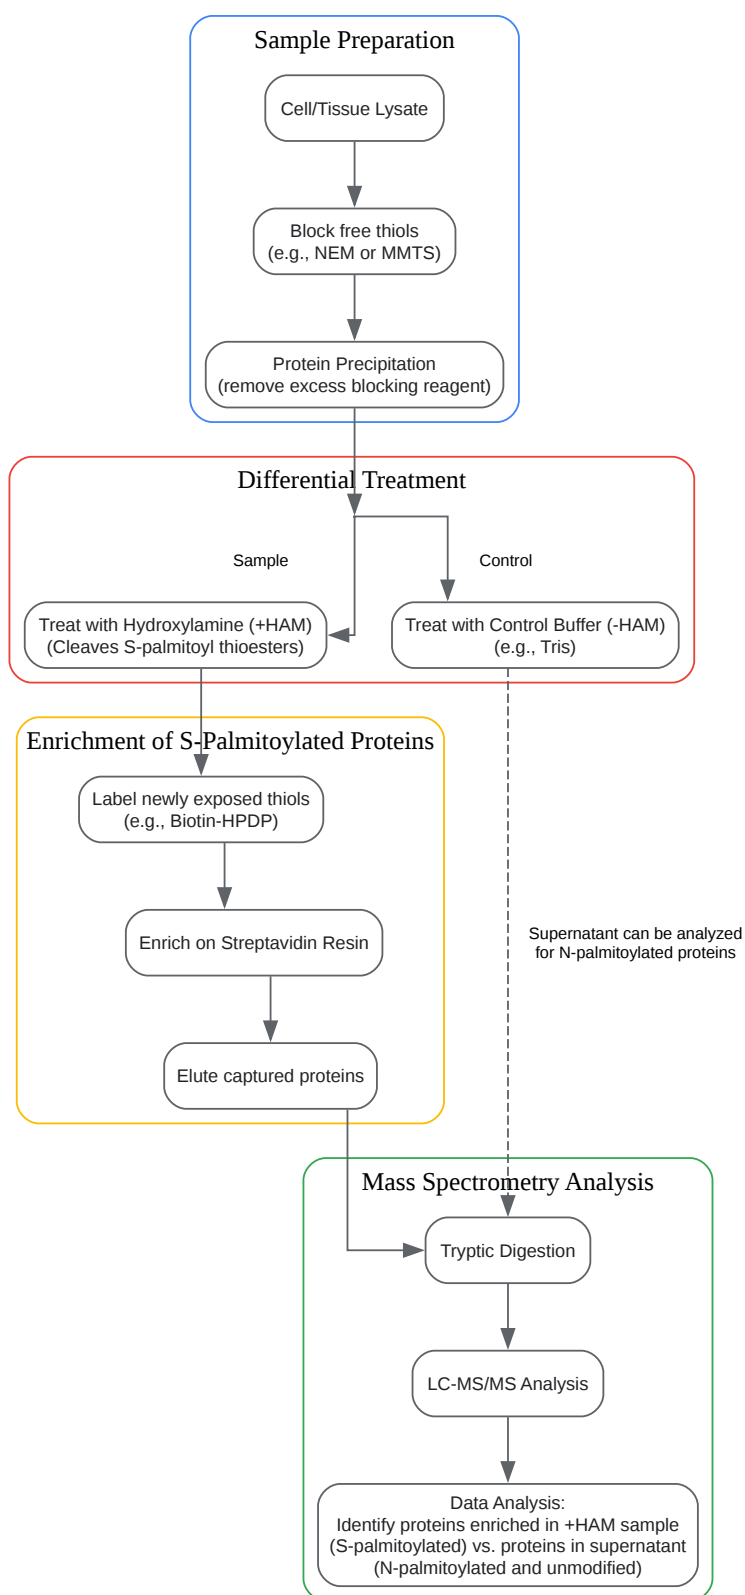 Sample Preparation
Cell/Tissue Lysate
Block free thiols
(e.g., NEM or MMTS)
Protein Precipitation
(remove excess blocking reagent)
Differential Treatment
Sample
Control
Treat with Hydroxylamine (+HAM)
(Cleaves S-palmitoyl thioesters)
Treat with Control Buffer (-HAM)
(e.g., Tris)
Enrichment of S-Palmitoylated Proteins
Label newly exposed thiols
(e.g., Biotin-HPDP)
Enrich on Streptavidin Resin
Supernatant can be analyzed
for N-palmitoylated proteins
Elute captured proteins
Mass Spectrometry Analysis
Tryptic Digestion
LC-MS/MS Analysis
Data Analysis:
Identify proteins enriched in +HAM sample
(S-palmitoylated) vs. proteins in supernatant
(N-palmitoylated and unmodified)